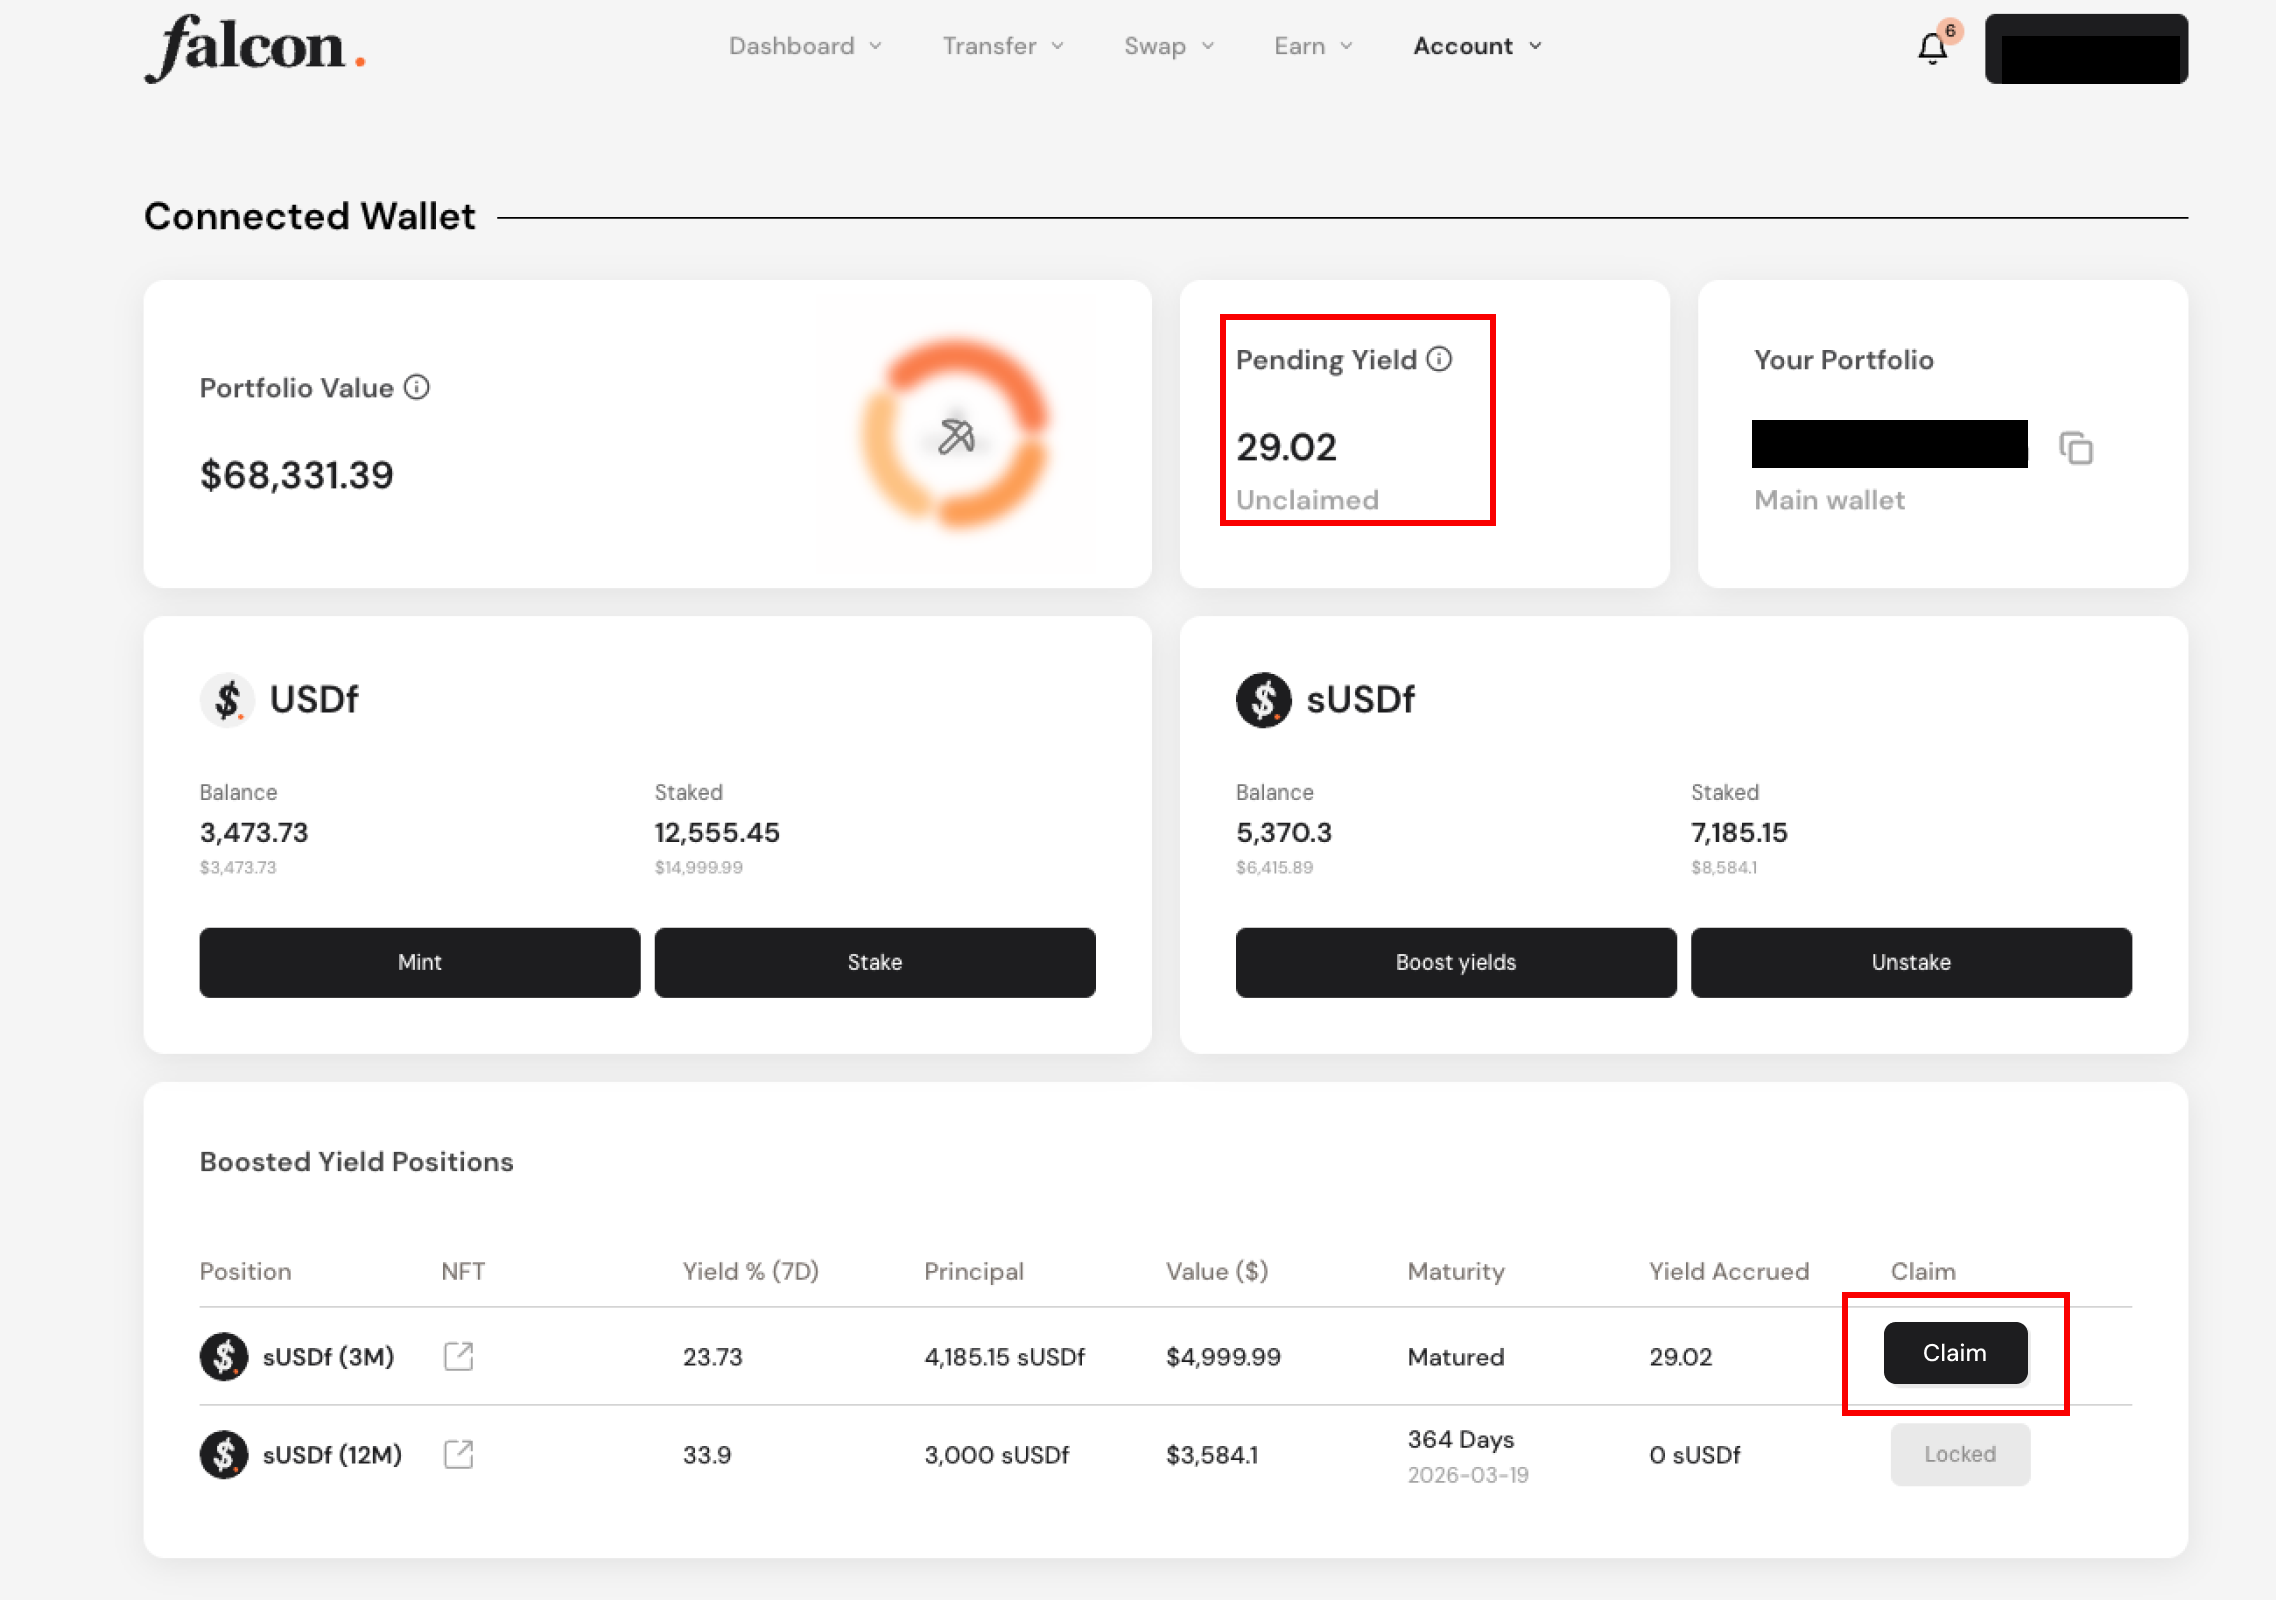 falcon.
Dashboard Transfer Swap Earn Account 6
Connected Wallet
Portfolio Value
$68,331.39
Pending Yield
29.02
Unclaimed
Your Portfolio
Main wallet
$. USDf
Balance Staked
3,473.73 12,555.45
$3,473.73 $14,999.99
Mint Stake
$. sUSDf
Balance Staked
5,370.3 7,185.15
$6,415.89 $8,584.1
Boost yields Unstake
Boosted Yield Positions
Position NFT Yield % (7D) Principal Value ($) Maturity Yield Accrued Claim
$. sUSDf (3M) 23.73 4,185.15 sUSDf $4,999.99 Matured 29.02 Claim
$. sUSDf (12M) 33.9 3,000 sUSDf $3,584.1 364 Days 0 sUSDf Locked
2026-03-19